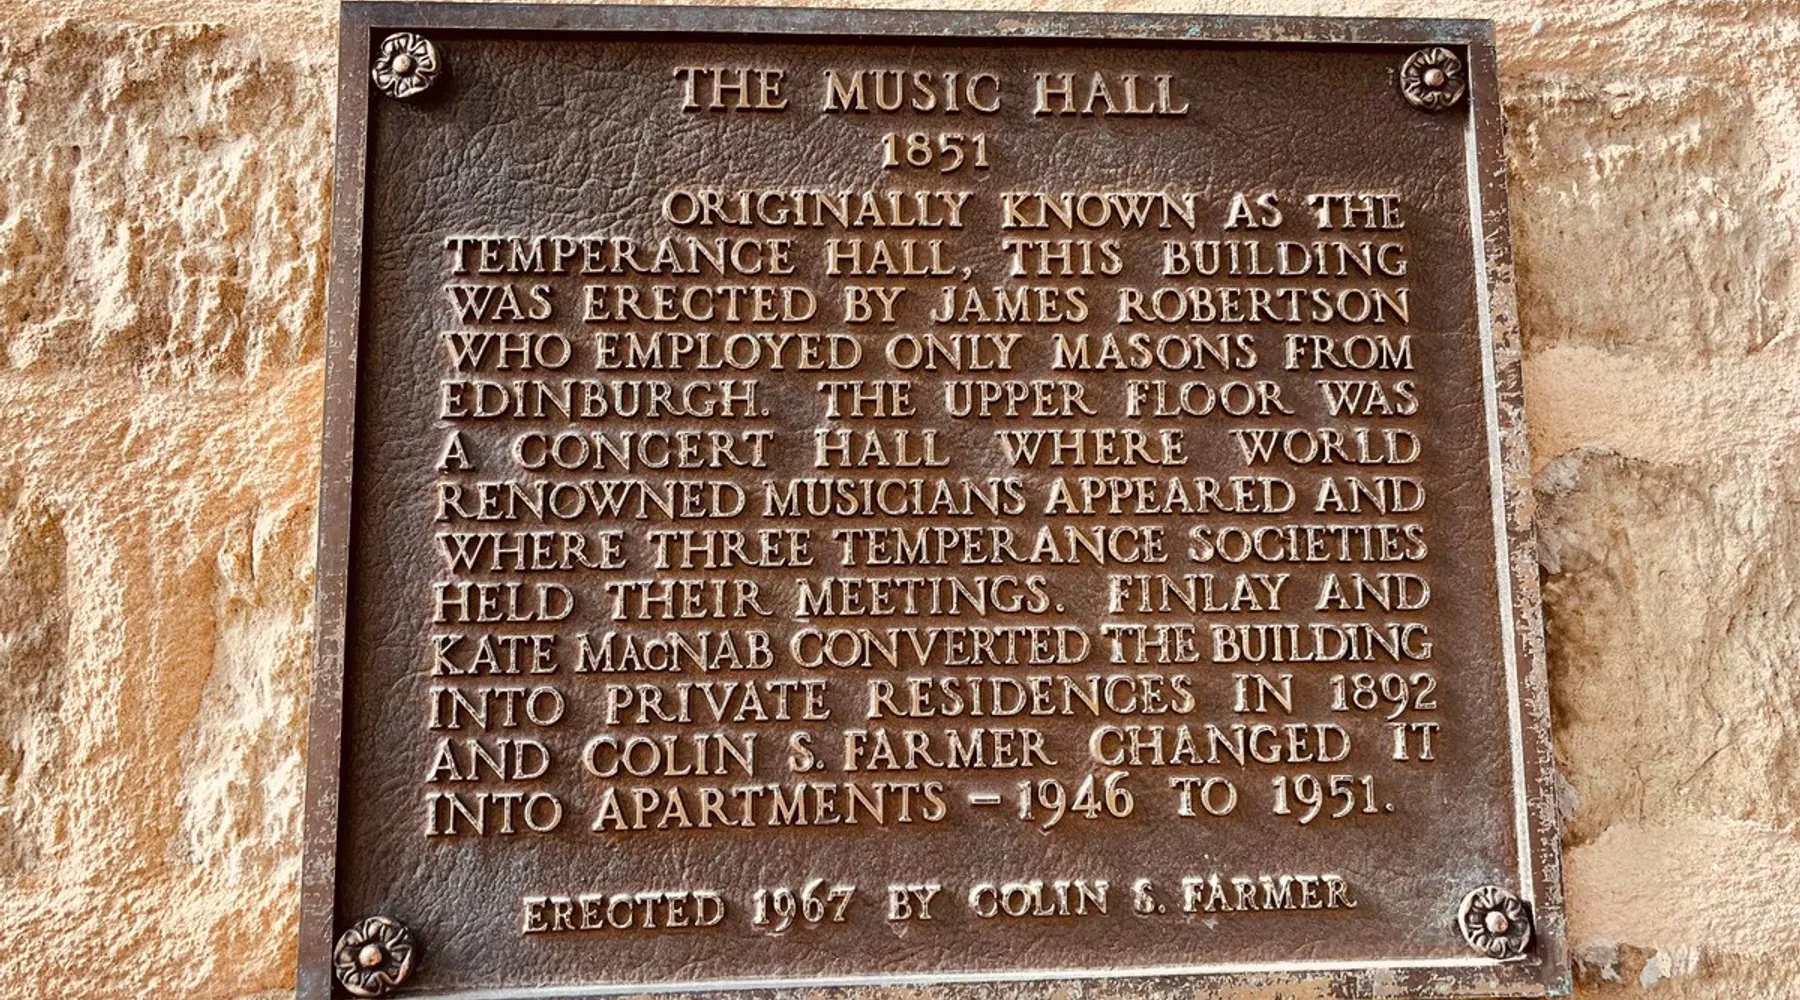 THE MUSIC HALL
1851
ORIGINALLY KNOWN AS THE
TEMPERANCE HALL, THIS BUILDING
WAS ERECTED BY JAMES ROBERTSON
WHO EMPLOYED ONLY MASONS FROM
EDINBURGH. THE UPPER FLOOR WAS
A CONCERT HALL WHERE WORLD
RENOWNED MUSICIANS APPEARED AND
WHERE THREE TEMPERANCE SOCIETIES
HELD THEIR MEETINGS. FINLAY AND
KATE MACNAB CONVERTED THE BUILDING
INTO PRIVATE RESIDENCES IN 1892
AND COLIN S. FARMER CHANGED IT
INTO APARTMENTS – 1946 TO 1951.
ERECTED 1967 BY COLIN S. FARMER